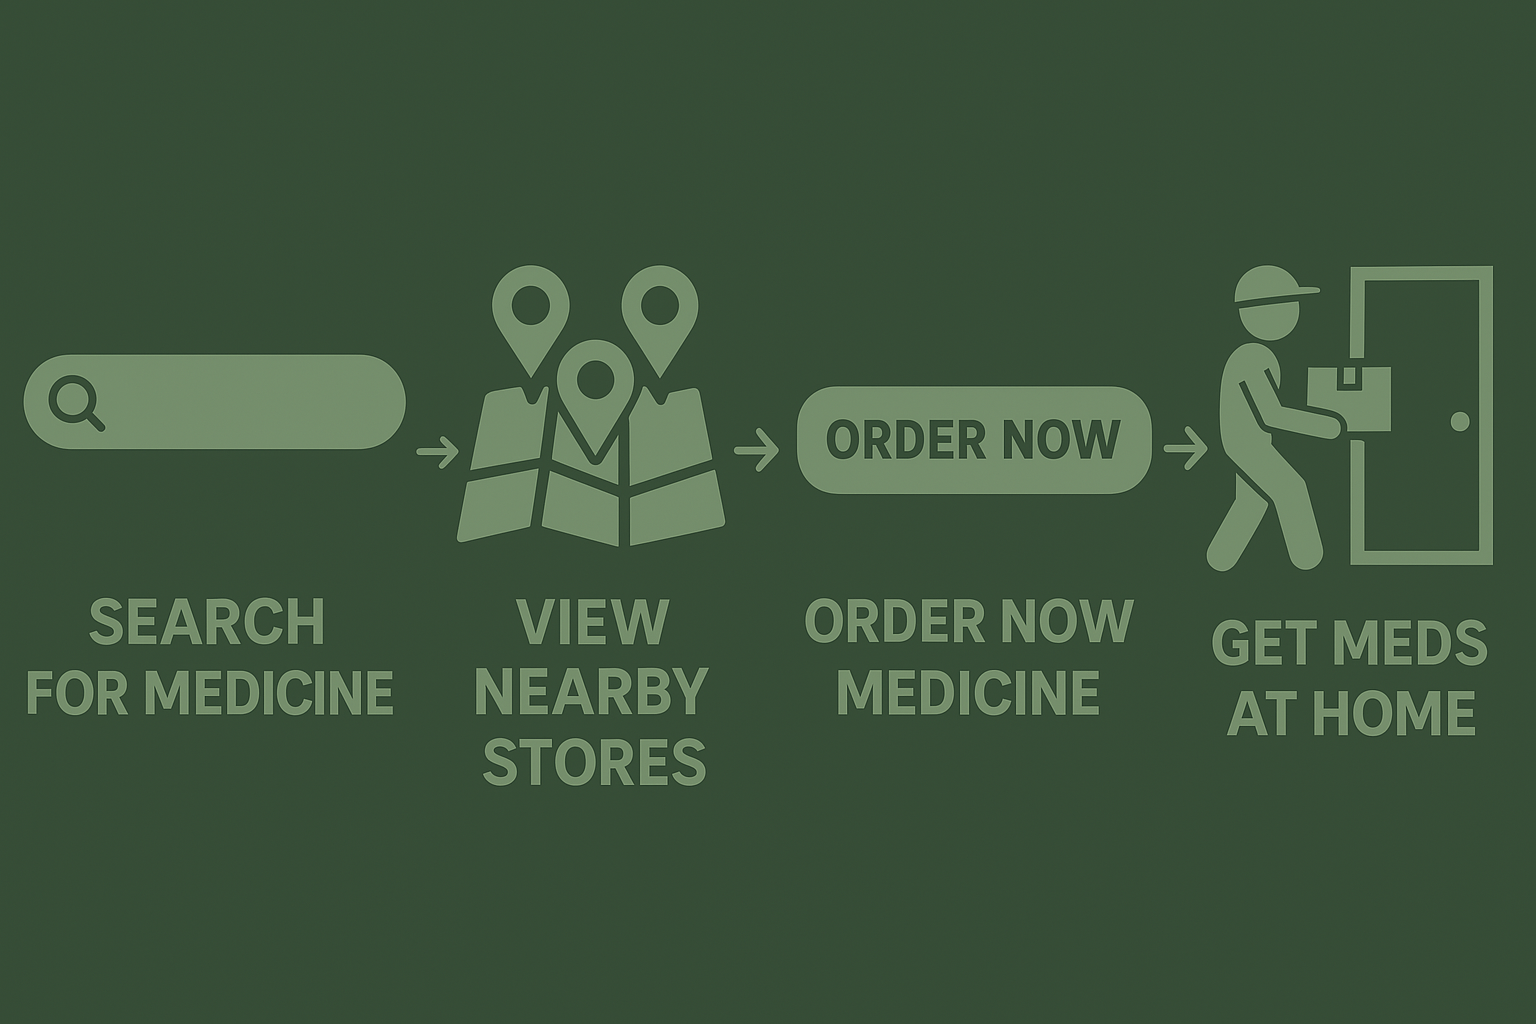 ORDER NOW
SEARCH
FOR MEDICINE
VIEW
NEARBY
STORES
ORDER NOW
MEDICINE
GET MEDS
AT HOME